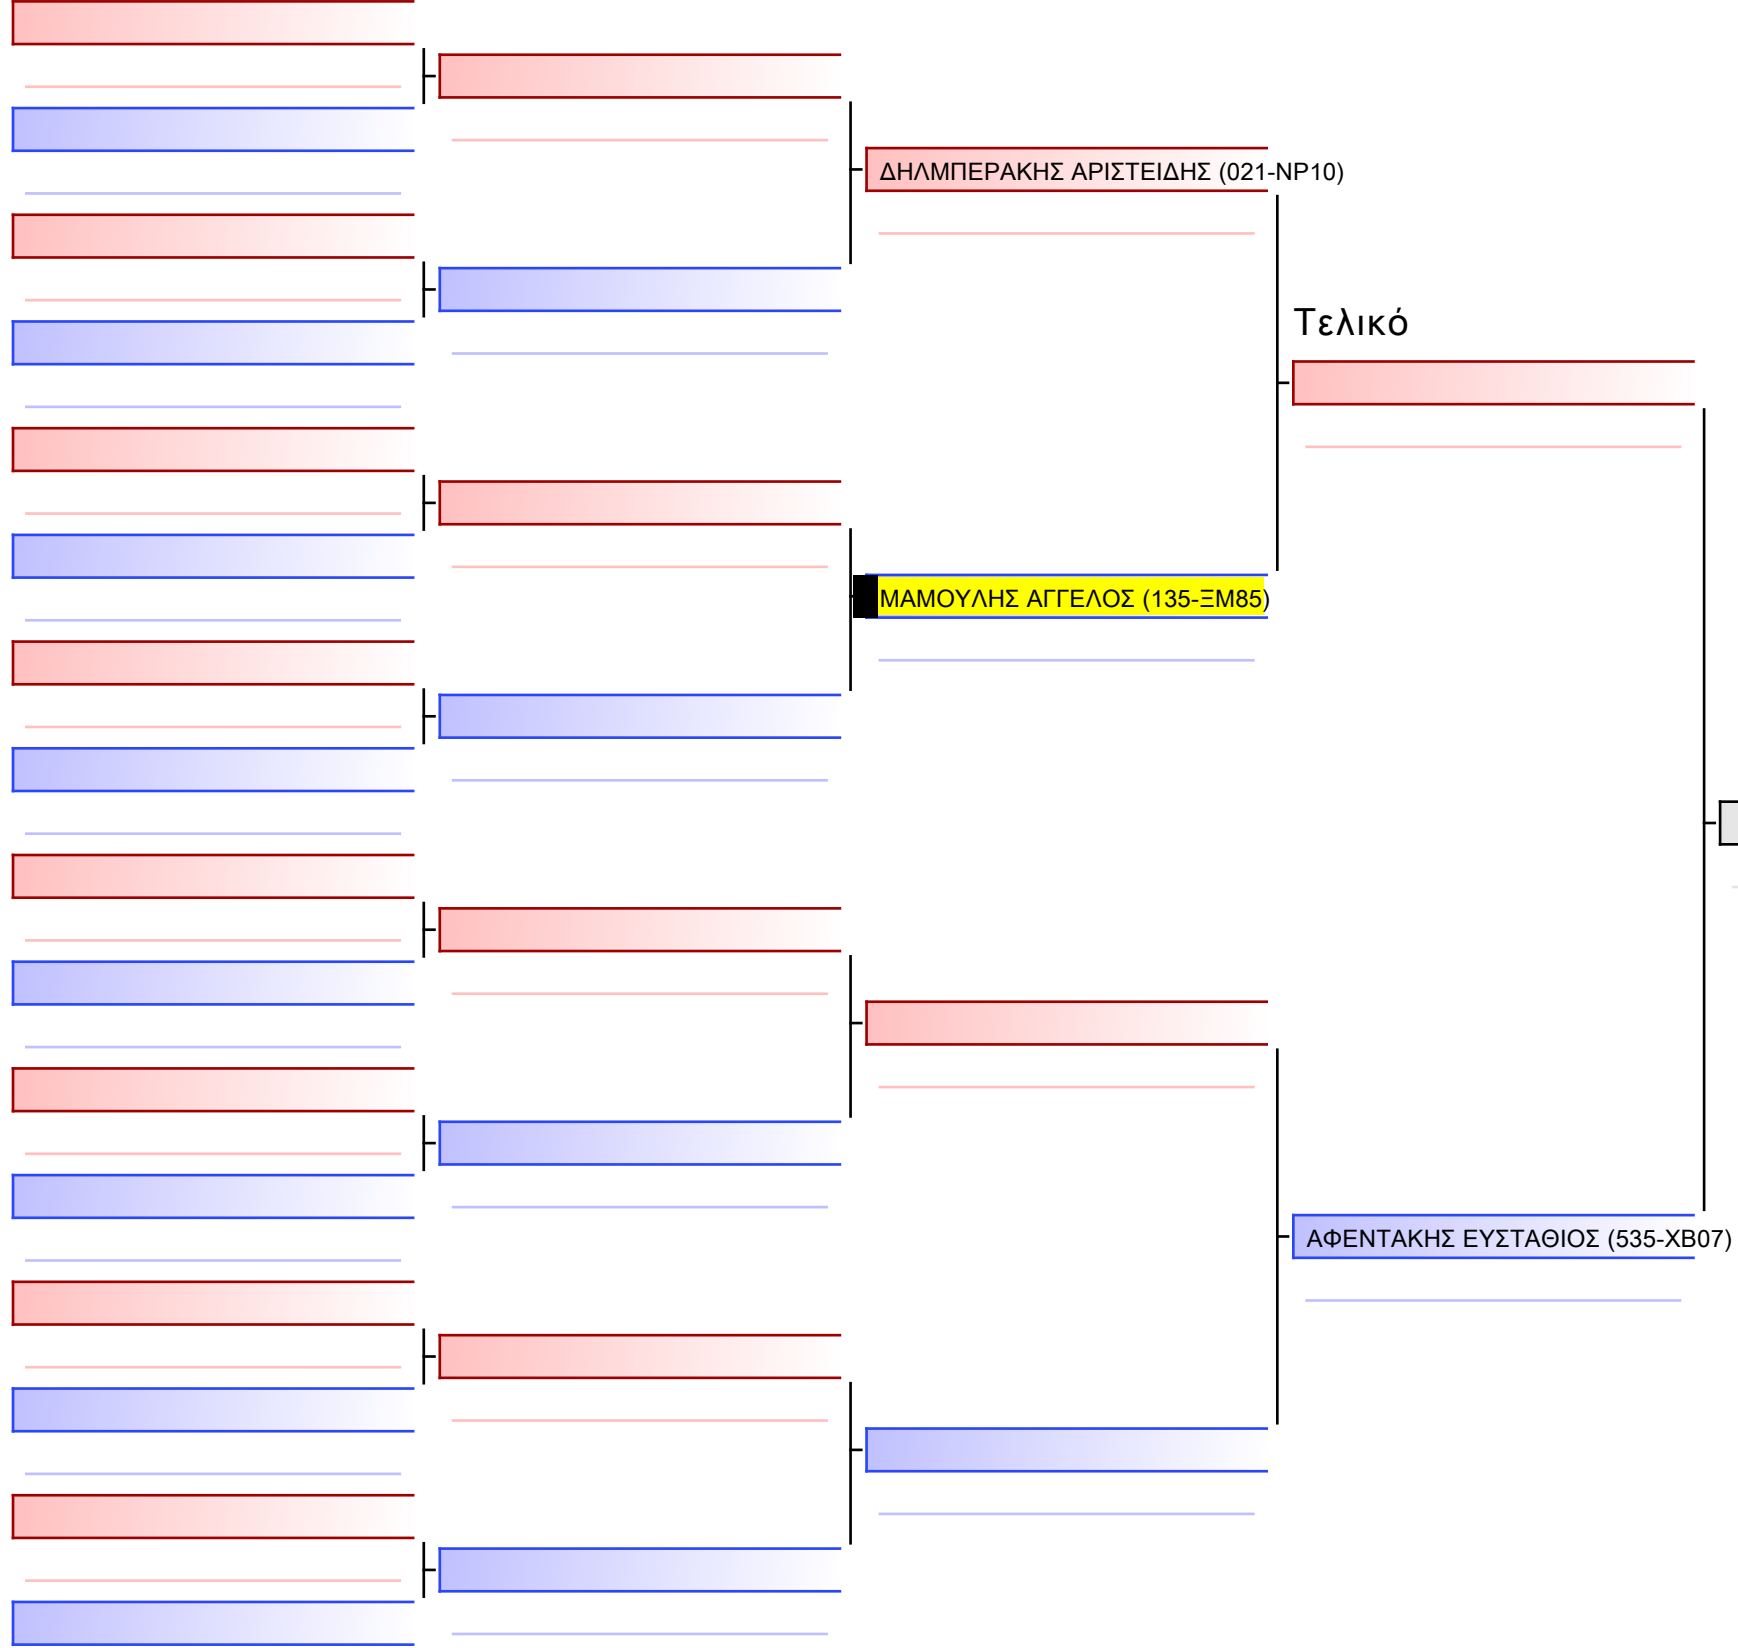 ΔΗΛΜΠΕΡΑΚΗΣ ΑΡΙΣΤΕΙΔΗΣ (021-ΝΡ10)
Τελικό
ΜΑΜΟΥΛΗΣ ΑΓΓΕΛΟΣ (135-ΞΜ85)
ΑΦΕΝΤΑΚΗΣ ΕΥΣΤΑΘΙΟΣ (535-ΧΒ07)